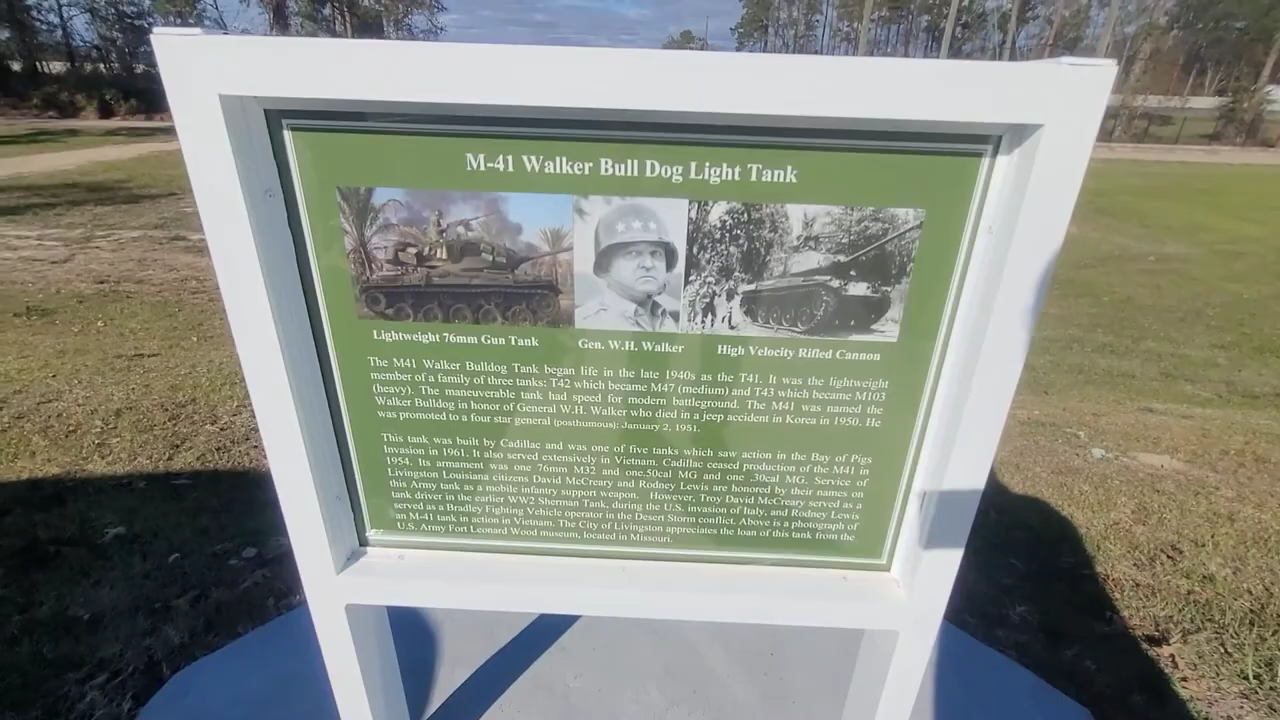 M-41 Walker Bull Dog Light Tank
Lightweight 76mm Gun Tank
Gen. W.H. Walker
High Velocity Rifled Cannon
The M41 Walker Bulldog Tank began life in the late 1940s as the T41. It was the lightweight
member of a family of three tanks: T42 which became M47 (medium) and T43 which became M103
(heavy). The maneuverable tank had speed for modern battleground. The M41 was named the
Walker Bulldog in honor of General W.H. Walker who died in a jeep accident in Korea in 1950. He
was promoted to a four star general (posthumous): January 2, 1951.
This tank was built by Cadillac and was one of five tanks which saw action in the Bay of Pigs
Invasion in 1961. It also served extensively in Vietnam. Cadillac ceased production of the M41 in
1954. Its armament was one 76mm M32 and one.50cal MG and one .30cal MG. Service of
Livingston Louisiana citizens David McCreary and Rodney Lewis are honored by their names on
this Army tank as a mobile infantry support weapon. However, Troy David McCreary served as a
tank driver in the earlier WW2 Sherman Tank, during the U.S. invasion of Italy, and Rodney Lewis
served as a Bradley Fighting Vehicle operator in the Desert Storm conflict. Above is a photograph of
an M-41 tank in action in Vietnam. The City of Livingston appreciates the loan of this tank from the
U.S. Army Fort Leonard Wood museum, located in Missouri.